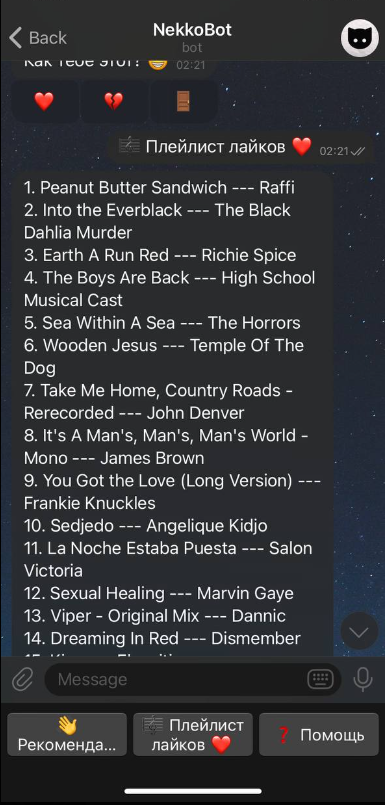 Back
NekkoBot
bot
Как тебе этот? 😁 02:21
❤️ 💔 🚪
🎼 Плейлист лайков ❤️ 02:21
1. Peanut Butter Sandwich --- Raffi
2. Into the Everblack --- The Black
Dahlia Murder
3. Earth A Run Red --- Richie Spice
4. The Boys Are Back --- High School
Musical Cast
5. Sea Within A Sea --- The Horrors
6. Wooden Jesus --- Temple Of The
Dog
7. Take Me Home, Country Roads -
Rerecorded --- John Denver
8. It's A Man's, Man's, Man's World -
Mono --- James Brown
9. You Got the Love (Long Version) ---
Frankie Knuckles
10. Sedjedo --- Angelique Kidjo
11. La Noche Estaba Puesta --- Salon
Victoria
12. Sexual Healing --- Marvin Gaye
13. Viper - Original Mix --- Dannic
14. Dreaming In Red --- Dismember
15.
Message
👋
Рекоменда...
🎼 Плейлист
лайков ❤️
❓ Помощь